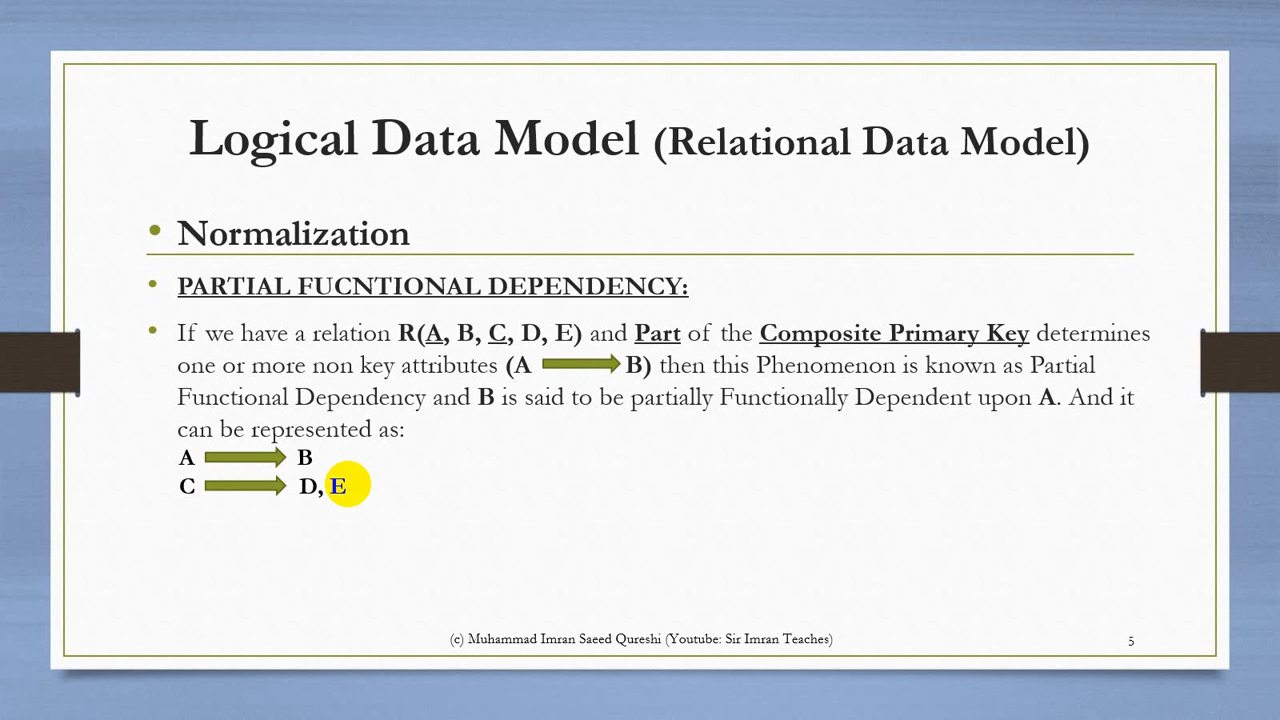 Logical Data Model (Relational Data Model)
• Normalization
• PARTIAL FUCNTIONAL DEPENDENCY:
• If we have a relation R(A, B, C, D, E) and Part of the Composite Primary Key determines
one or more non key attributes (A B) then this Phenomenon is known as Partial
Functional Dependency and B is said to be partially Functionally Dependent upon A. And it
can be represented as:
A B
C D, E
(c) Muhammad Imran Saeed Qureshi (Youtube: Sir Imran Teaches) 5